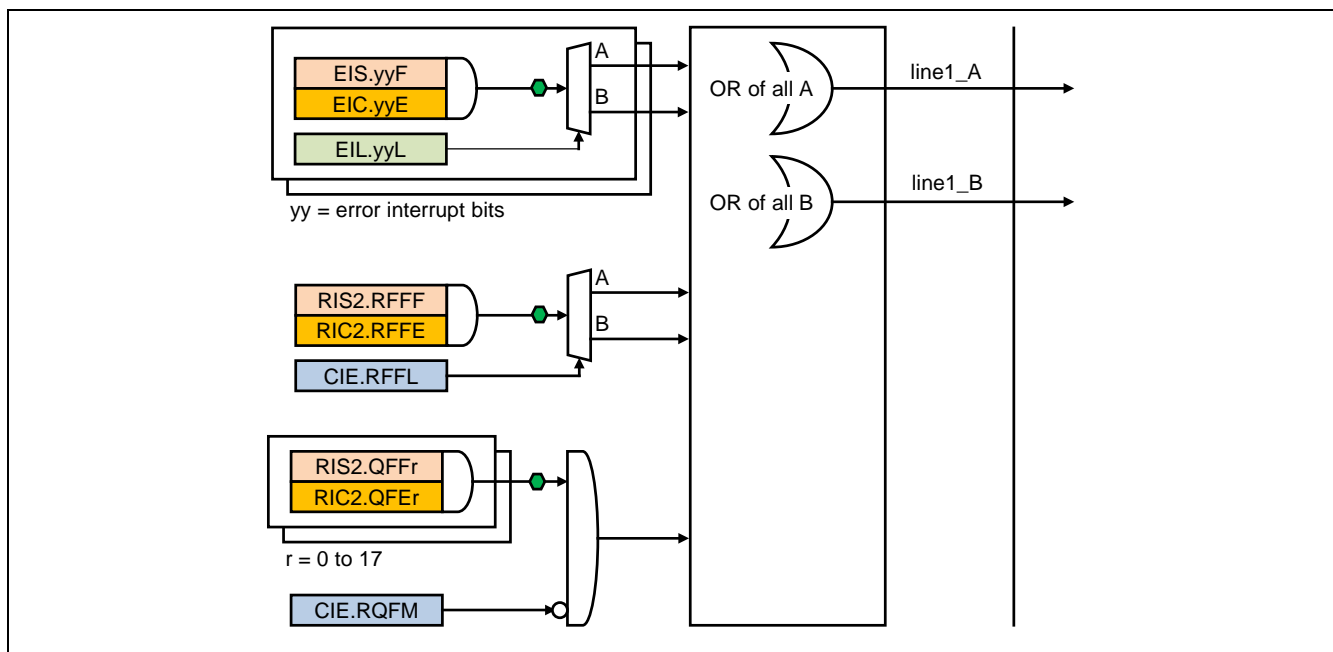 EIS.yyF
EIC.yyE
EIL.yyL
A
B
yy = error interrupt bits
OR of all A
line1_A
OR of all B
line1_B
RIS2.RFFF
RIC2.RFFE
CIE.RFFL
A
B
RIS2.QFFr
RIC2.QFEr
r = 0 to 17
CIE.RQFM